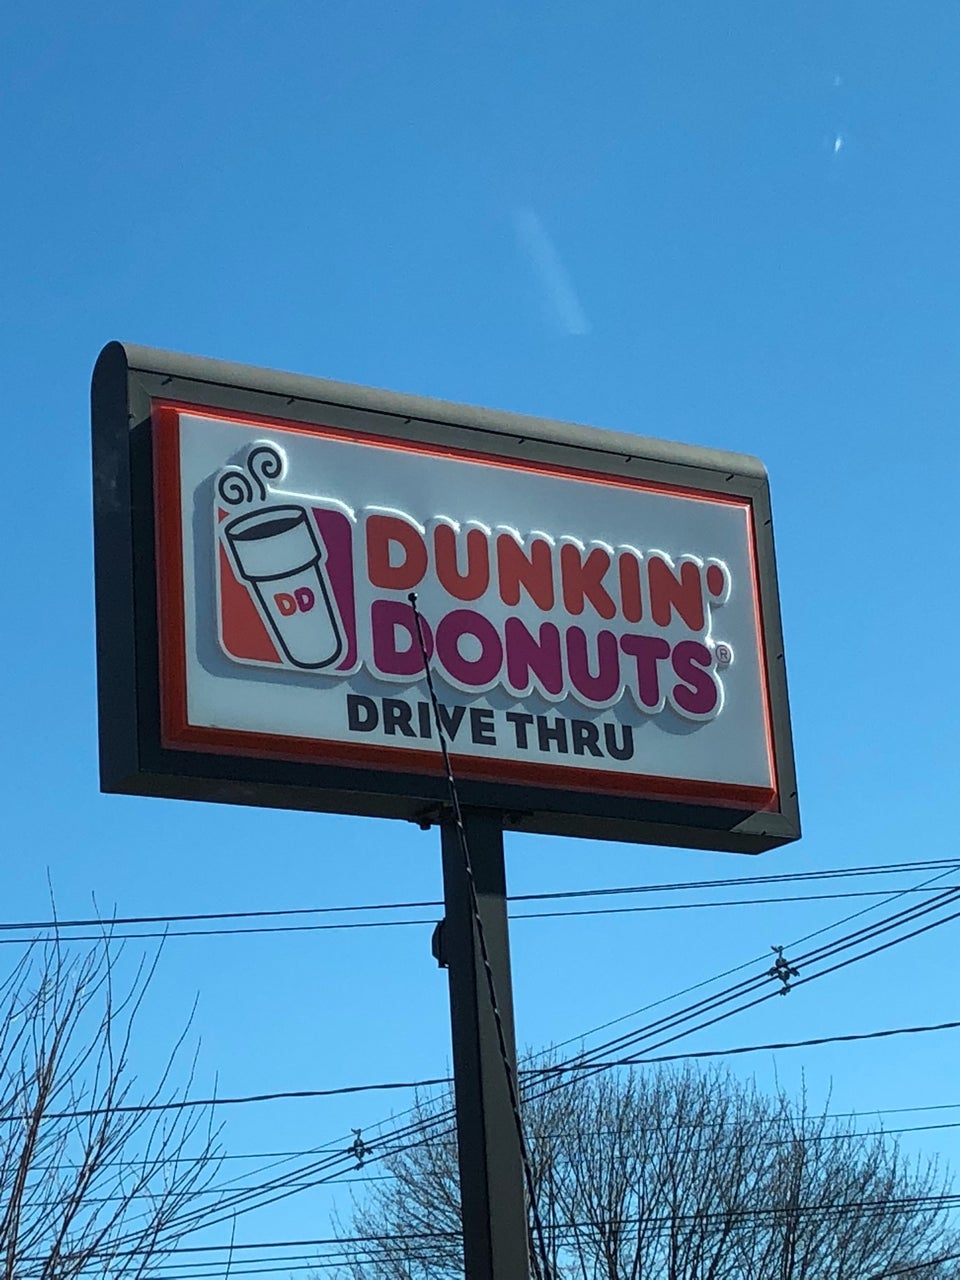 DD
DUNKIN'
DONUTS®
DRIVE THRU